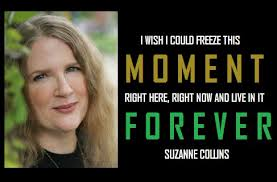 I WISH I COULD FREEZE THIS
MOMENT
RIGHT HERE, RIGHT NOW AND LIVE IN IT
FOREVER
SUZANNE COLLINS